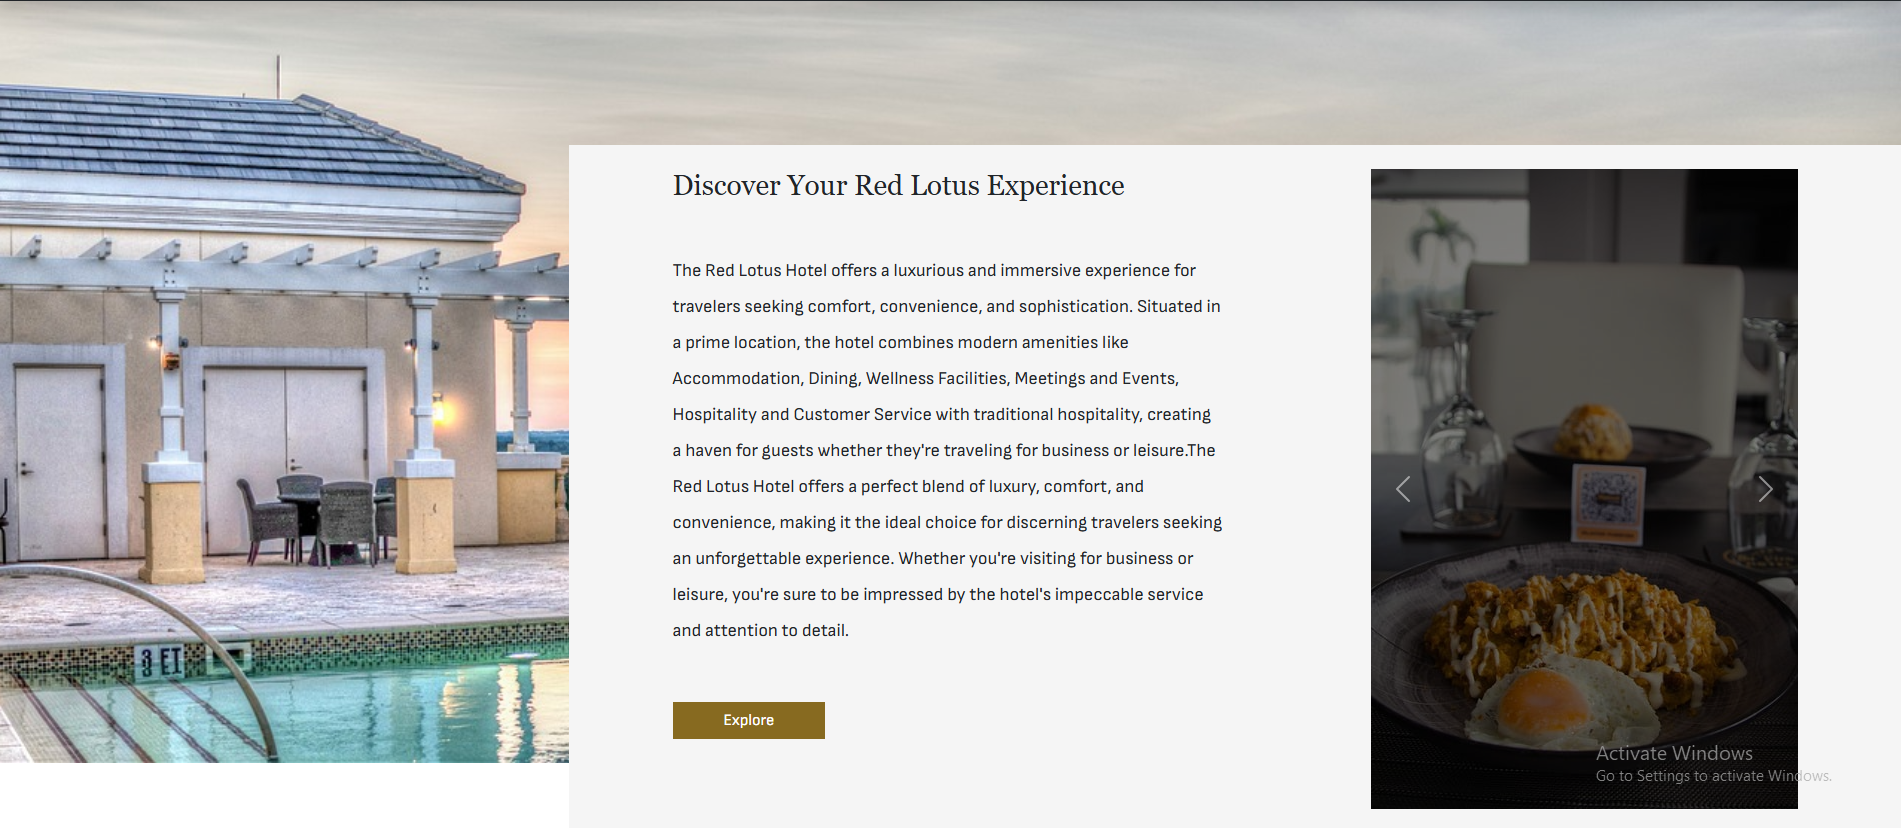 Discover Your Red Lotus Experience
The Red Lotus Hotel offers a luxurious and immersive experience for
travelers seeking comfort, convenience, and sophistication. Situated in
a prime location, the hotel combines modern amenities like
Accommodation, Dining, Wellness Facilities, Meetings and Events,
Hospitality and Customer Service with traditional hospitality, creating
a haven for guests whether they're traveling for business or leisure.The
Red Lotus Hotel offers a perfect blend of luxury, comfort, and
convenience, making it the ideal choice for discerning travelers seeking
an unforgettable experience. Whether you're visiting for business or
leisure, you're sure to be impressed by the hotel's impeccable service
and attention to detail.
Explore
3 FT
Activate Windows
Go to Settings to activate Windows.